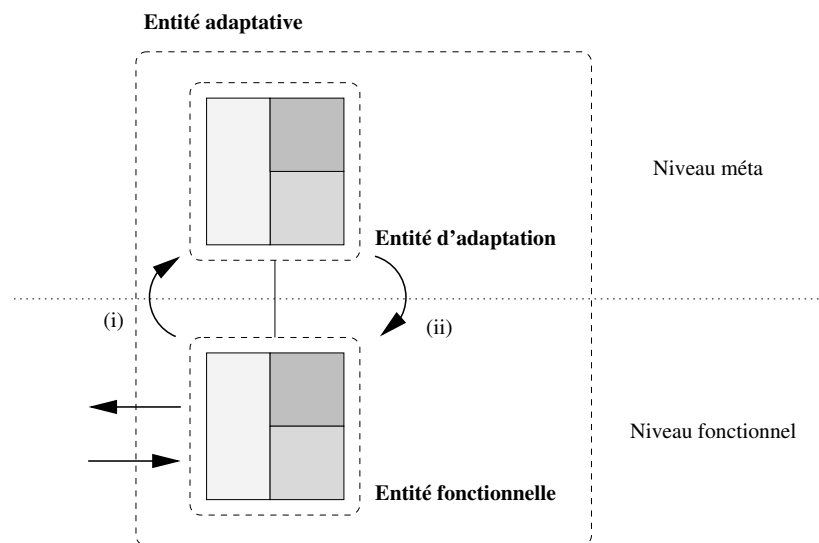 Entité adaptative
Niveau méta
Entité d'adaptation
(i)
(ii)
Niveau fonctionnel
Entité fonctionnelle